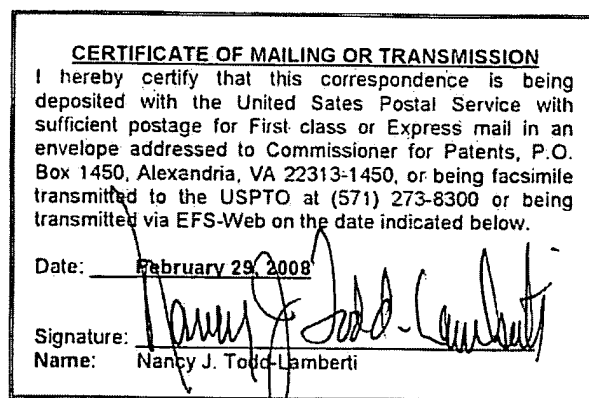 CERTIFICATE OF MAILING OR TRANSMISSION
I hereby certify that this correspondence is being
deposited with the United Sates Postal Service with
sufficient postage for First class or Express mail in an
envelope addressed to Commissioner for Patents, P.O.
Box 1450, Alexandria, VA 22313-1450, or being facsimile
transmitted to the USPTO at (571) 273-8300 or being
transmitted via EFS-Web on the date indicated below.
Date: February 29, 2008
Signature: Nancy J Todd-Lamberti
Name: Nancy J. Todd-Lamberti